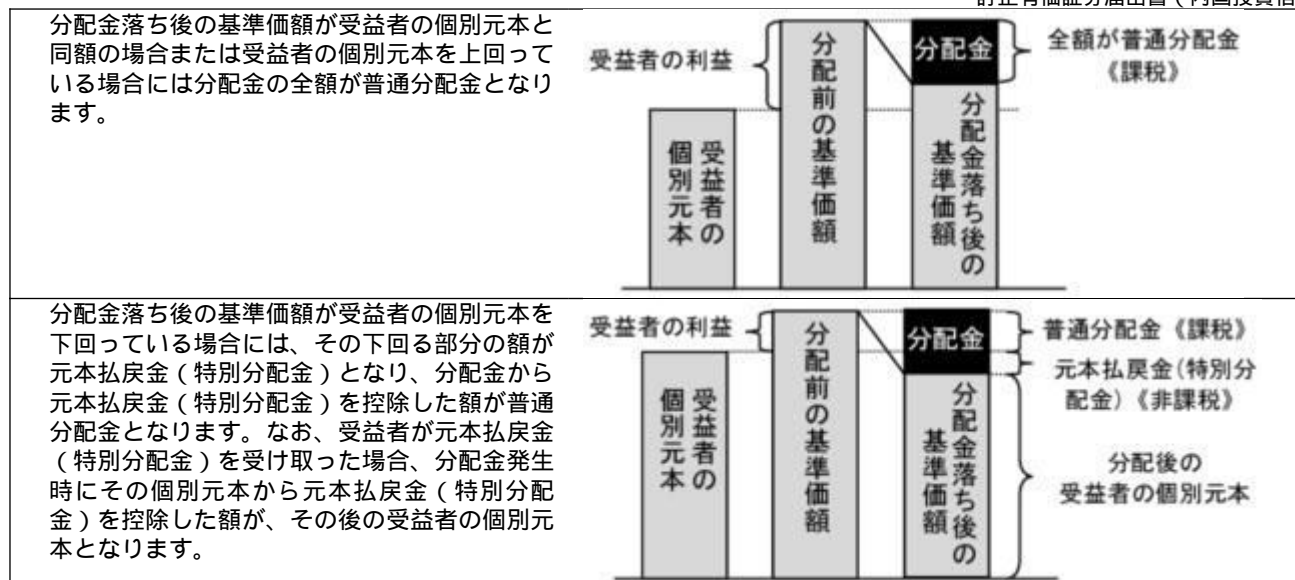 訂正有価証券届出書（内国投資信
分配金落ち後の基準価額が受益者の個別元本と
同額の場合または受益者の個別元本を上回って
いる場合には分配金の全額が普通分配金となり
ます。
受益者の利益
受益者の
個別元本
分配前の基準価額
分配金
分配金落ち後の
基準価額
全額が普通分配金
《課税》
分配金落ち後の基準価額が受益者の個別元本を
下回っている場合には、その下回る部分の額が
元本払戻金（特別分配金）となり、分配金から
元本払戻金（特別分配金）を控除した額が普通
分配金となります。なお、受益者が元本払戻金
（特別分配金）を受け取った場合、分配金発生
時にその個別元本から元本払戻金（特別分配
金）を控除した額が、その後の受益者の個別元
本となります。
受益者の利益
受益者の
個別元本
分配前の基準価額
分配金
分配金落ち後の
基準価額
普通分配金《課税》
元本払戻金(特別分
配金)《非課税》
分配後の
受益者の個別元本